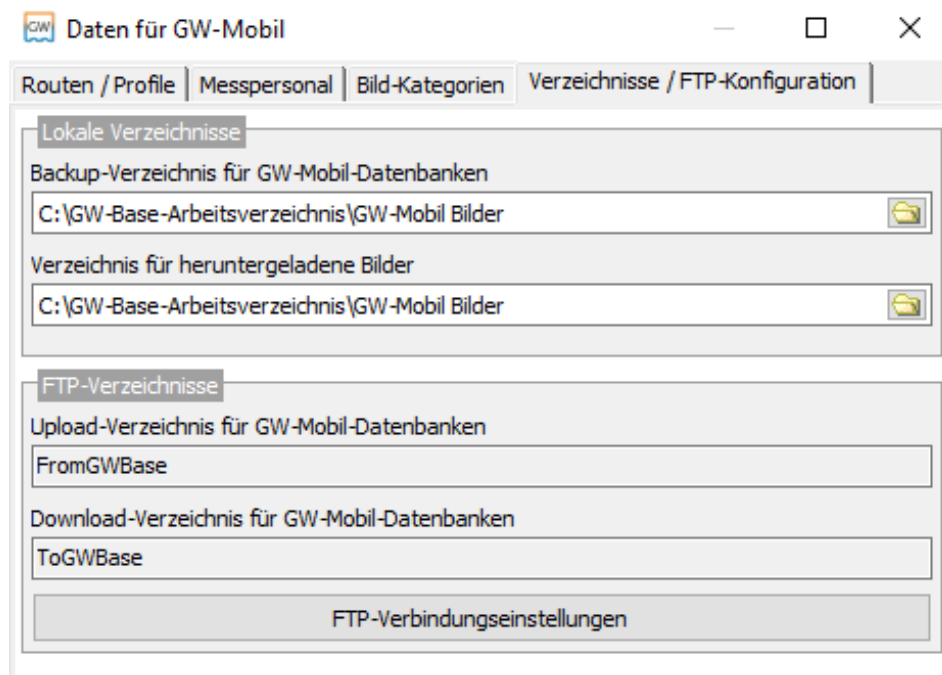 GW Daten für GW-Mobil
Routen / Profile Messpersonal Bild-Kategorien Verzeichnisse / FTP-Konfiguration
Lokale Verzeichnisse
Backup-Verzeichnis für GW-Mobil-Datenbanken
C:\GW-Base-Arbeitsverzeichnis\GW-Mobil Bilder
Verzeichnis für heruntergeladene Bilder
C:\GW-Base-Arbeitsverzeichnis\GW-Mobil Bilder
FTP-Verzeichnisse
Upload-Verzeichnis für GW-Mobil-Datenbanken
FromGWBase
Download-Verzeichnis für GW-Mobil-Datenbanken
ToGWBase
FTP-Verbindungseinstellungen